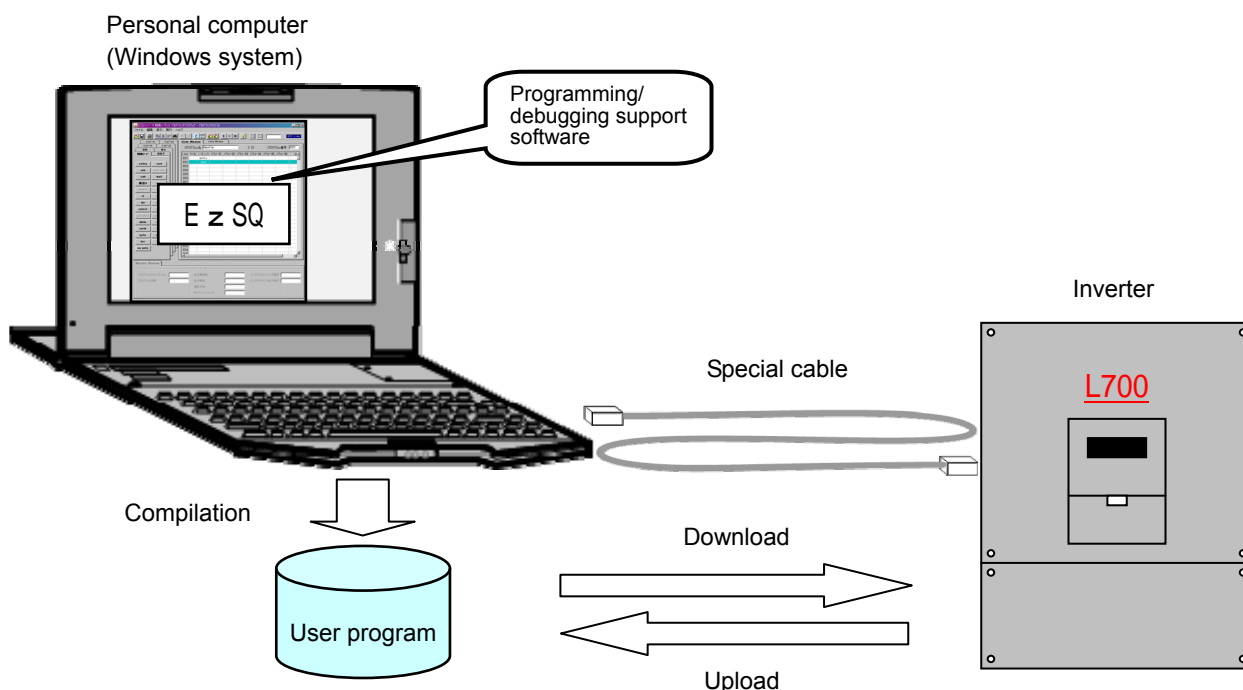 Personal computer
(Windows system)
Programming/
debugging support
software
E z SQ
Inverter
Special cable
L700
Compilation
Download
User program
Upload